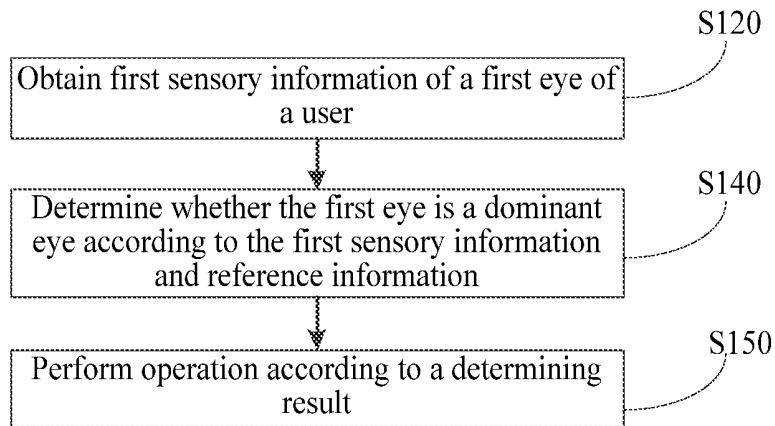 S120
Obtain first sensory information of a first eye of
a user
S140
Determine whether the first eye is a dominant
eye according to the first sensory information
and reference information
S150
Perform operation according to a determining
result